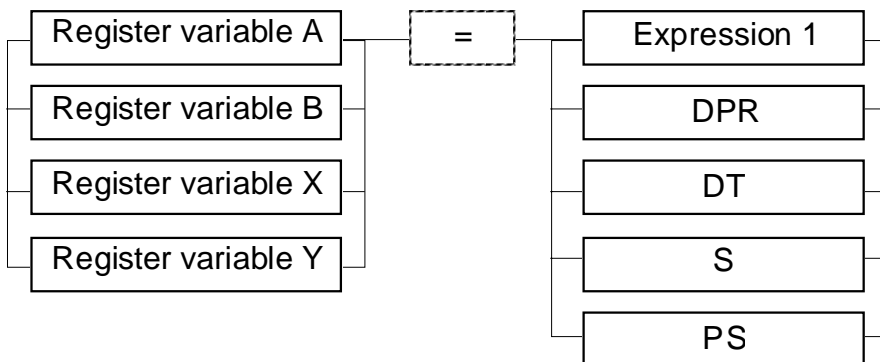 Register variable A
=
Expression 1
Register variable B
DPR
Register variable X
DT
Register variable Y
S
PS